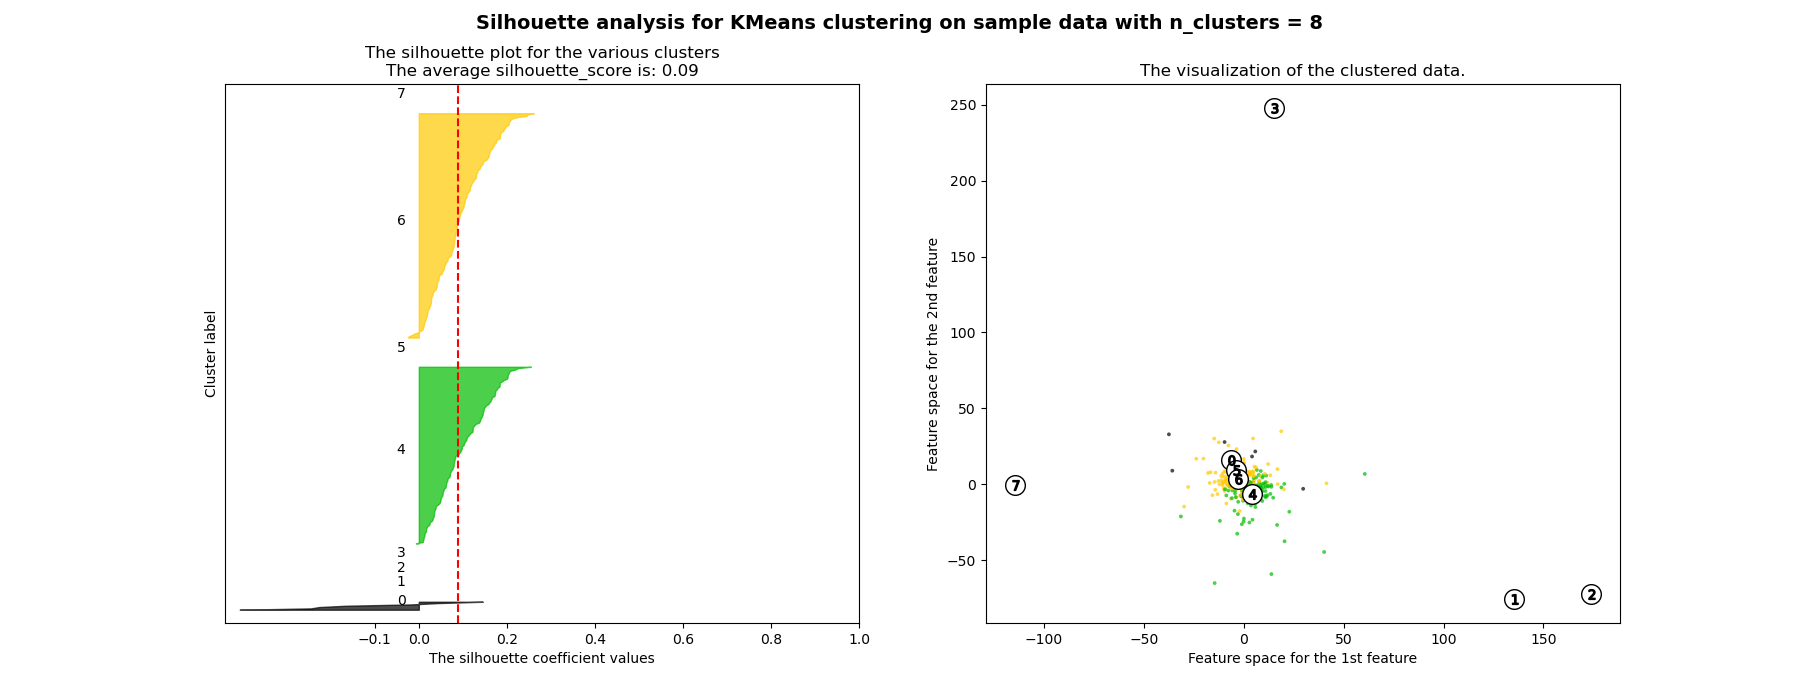 Silhouette analysis for KMeans clustering on sample data with n_clusters = 8
The silhouette plot for the various clusters
The average silhouette_score is: 0.09
7
6
5
4
3
2
1
0
Cluster label
−0.1 0.0 0.2 0.4 0.6 0.8 1.0
The silhouette coefficient values
The visualization of the clustered data.
250
200
150
100
50
0
−50
Feature space for the 2nd feature
3
0
5
6
4
7
1
2
−100 −50 0 50 100 150
Feature space for the 1st feature